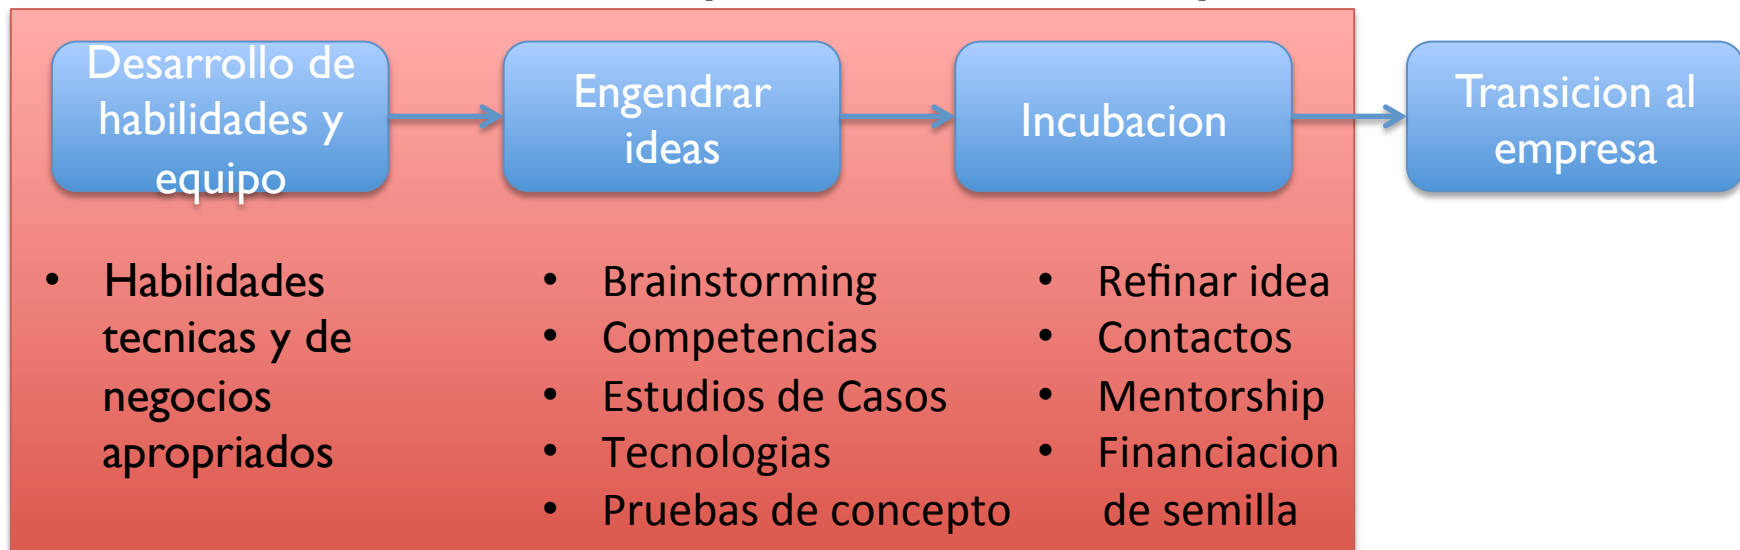 Desarrollo de
habilidades y
equipo
Engendrar
ideas
Incubacion
Transicion al
empresa
• Habilidades
tecnicas y de
negocios
apropriados
• Brainstorming
• Competencias
• Estudios de Casos
• Tecnologias
• Pruebas de concepto
• Refinar idea
• Contactos
• Mentorship
• Financiacion
de semilla